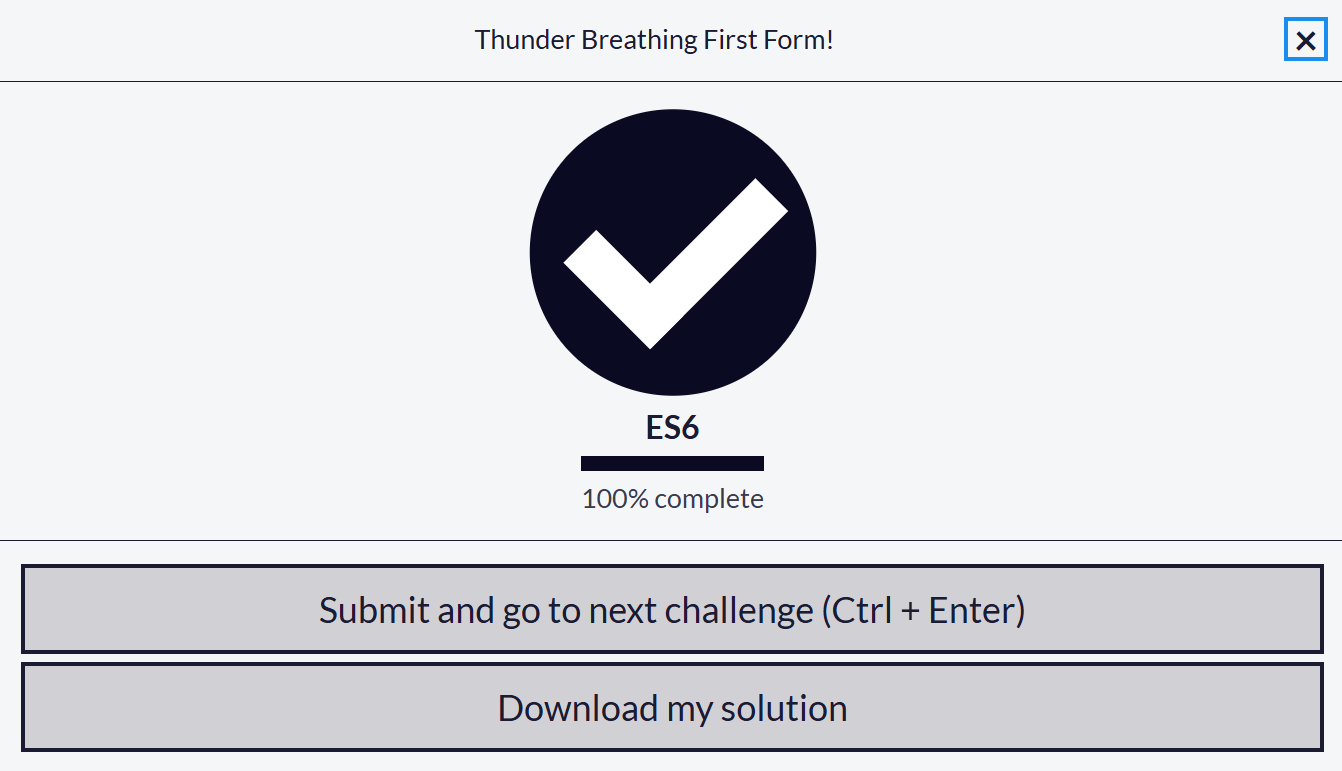 Thunder Breathing First Form!
ES6
100% complete
Submit and go to next challenge (Ctrl + Enter)
Download my solution